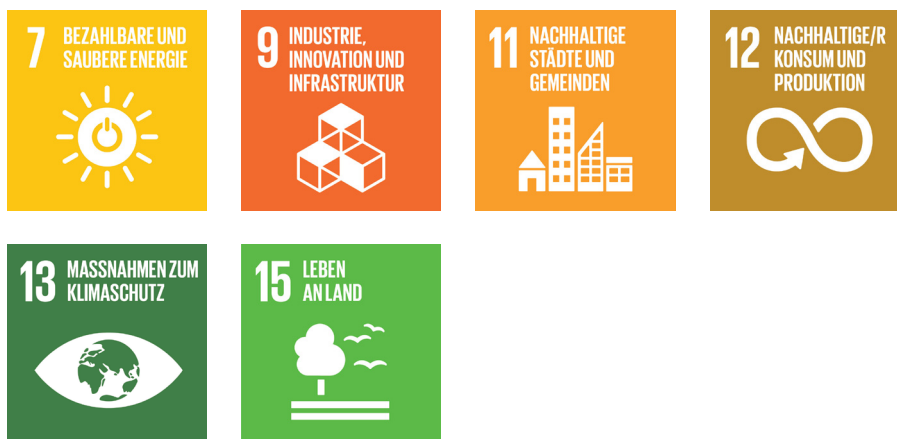 7 BEZAHLBARE UND
SAUBERE ENERGIE
9 INDUSTRIE,
INNOVATION UND
INFRASTRUKTUR
11 NACHHALTIGE
STÄDTE UND
GEMEINDEN
12 NACHHALTIGE/R
KONSUM UND
PRODUKTION
13 MASSNAHMEN ZUM
KLIMASCHUTZ
15 LEBEN
AN LAND